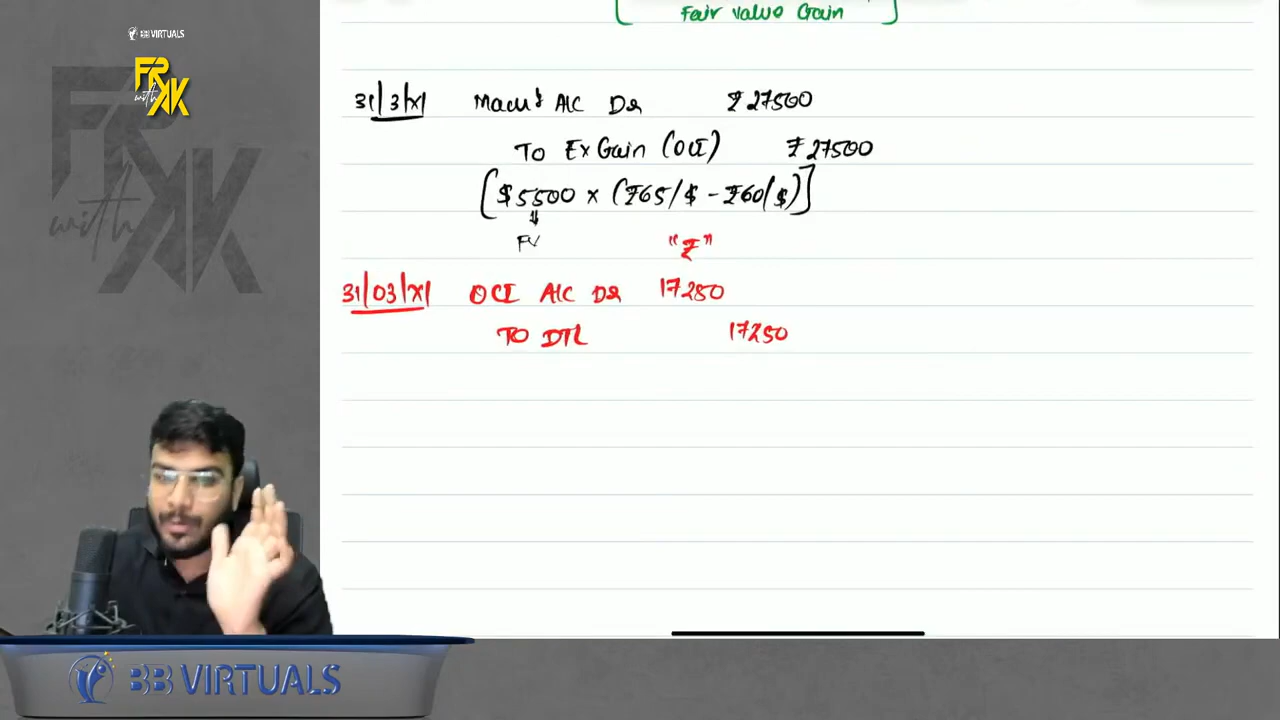 Fair Value Gain
BB VIRTUALS
FR
with
AK
31/3/X1 Mach'y A/C Dr ₹27500
To Ex Gain (OCI) ₹27500
[$5500 × (₹65/$ - ₹60/$)]
FV
"₹"
31/03/X1 OCI A/C Dr 17250
TO DTL 17250
BB VIRTUALS